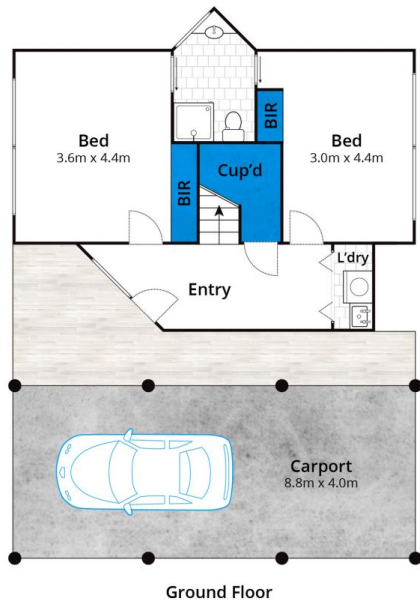 BIR
Bed
3.6m x 4.4m
Bed
3.0m x 4.4m
Cup'd
BIR
L'dry
Entry
Carport
8.8m x 4.0m
Ground Floor